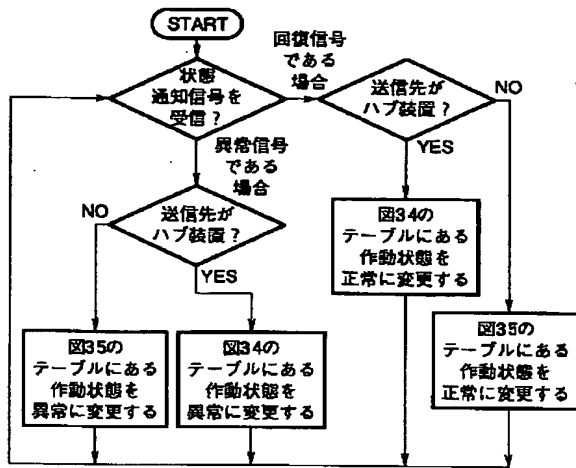 START
状態
通知信号を
受信?
回復信号
である
場合
送信先が
ハブ装置?
NO
YES
異常信号
である
場合
送信先が
ハブ装置?
NO
YES
図34の
テーブルにある
作動状態を
正常に変更する
図35の
テーブルにある
作動状態を
正常に変更する
図35の
テーブルにある
作動状態を
異常に変更する
図34の
テーブルにある
作動状態を
異常に変更する